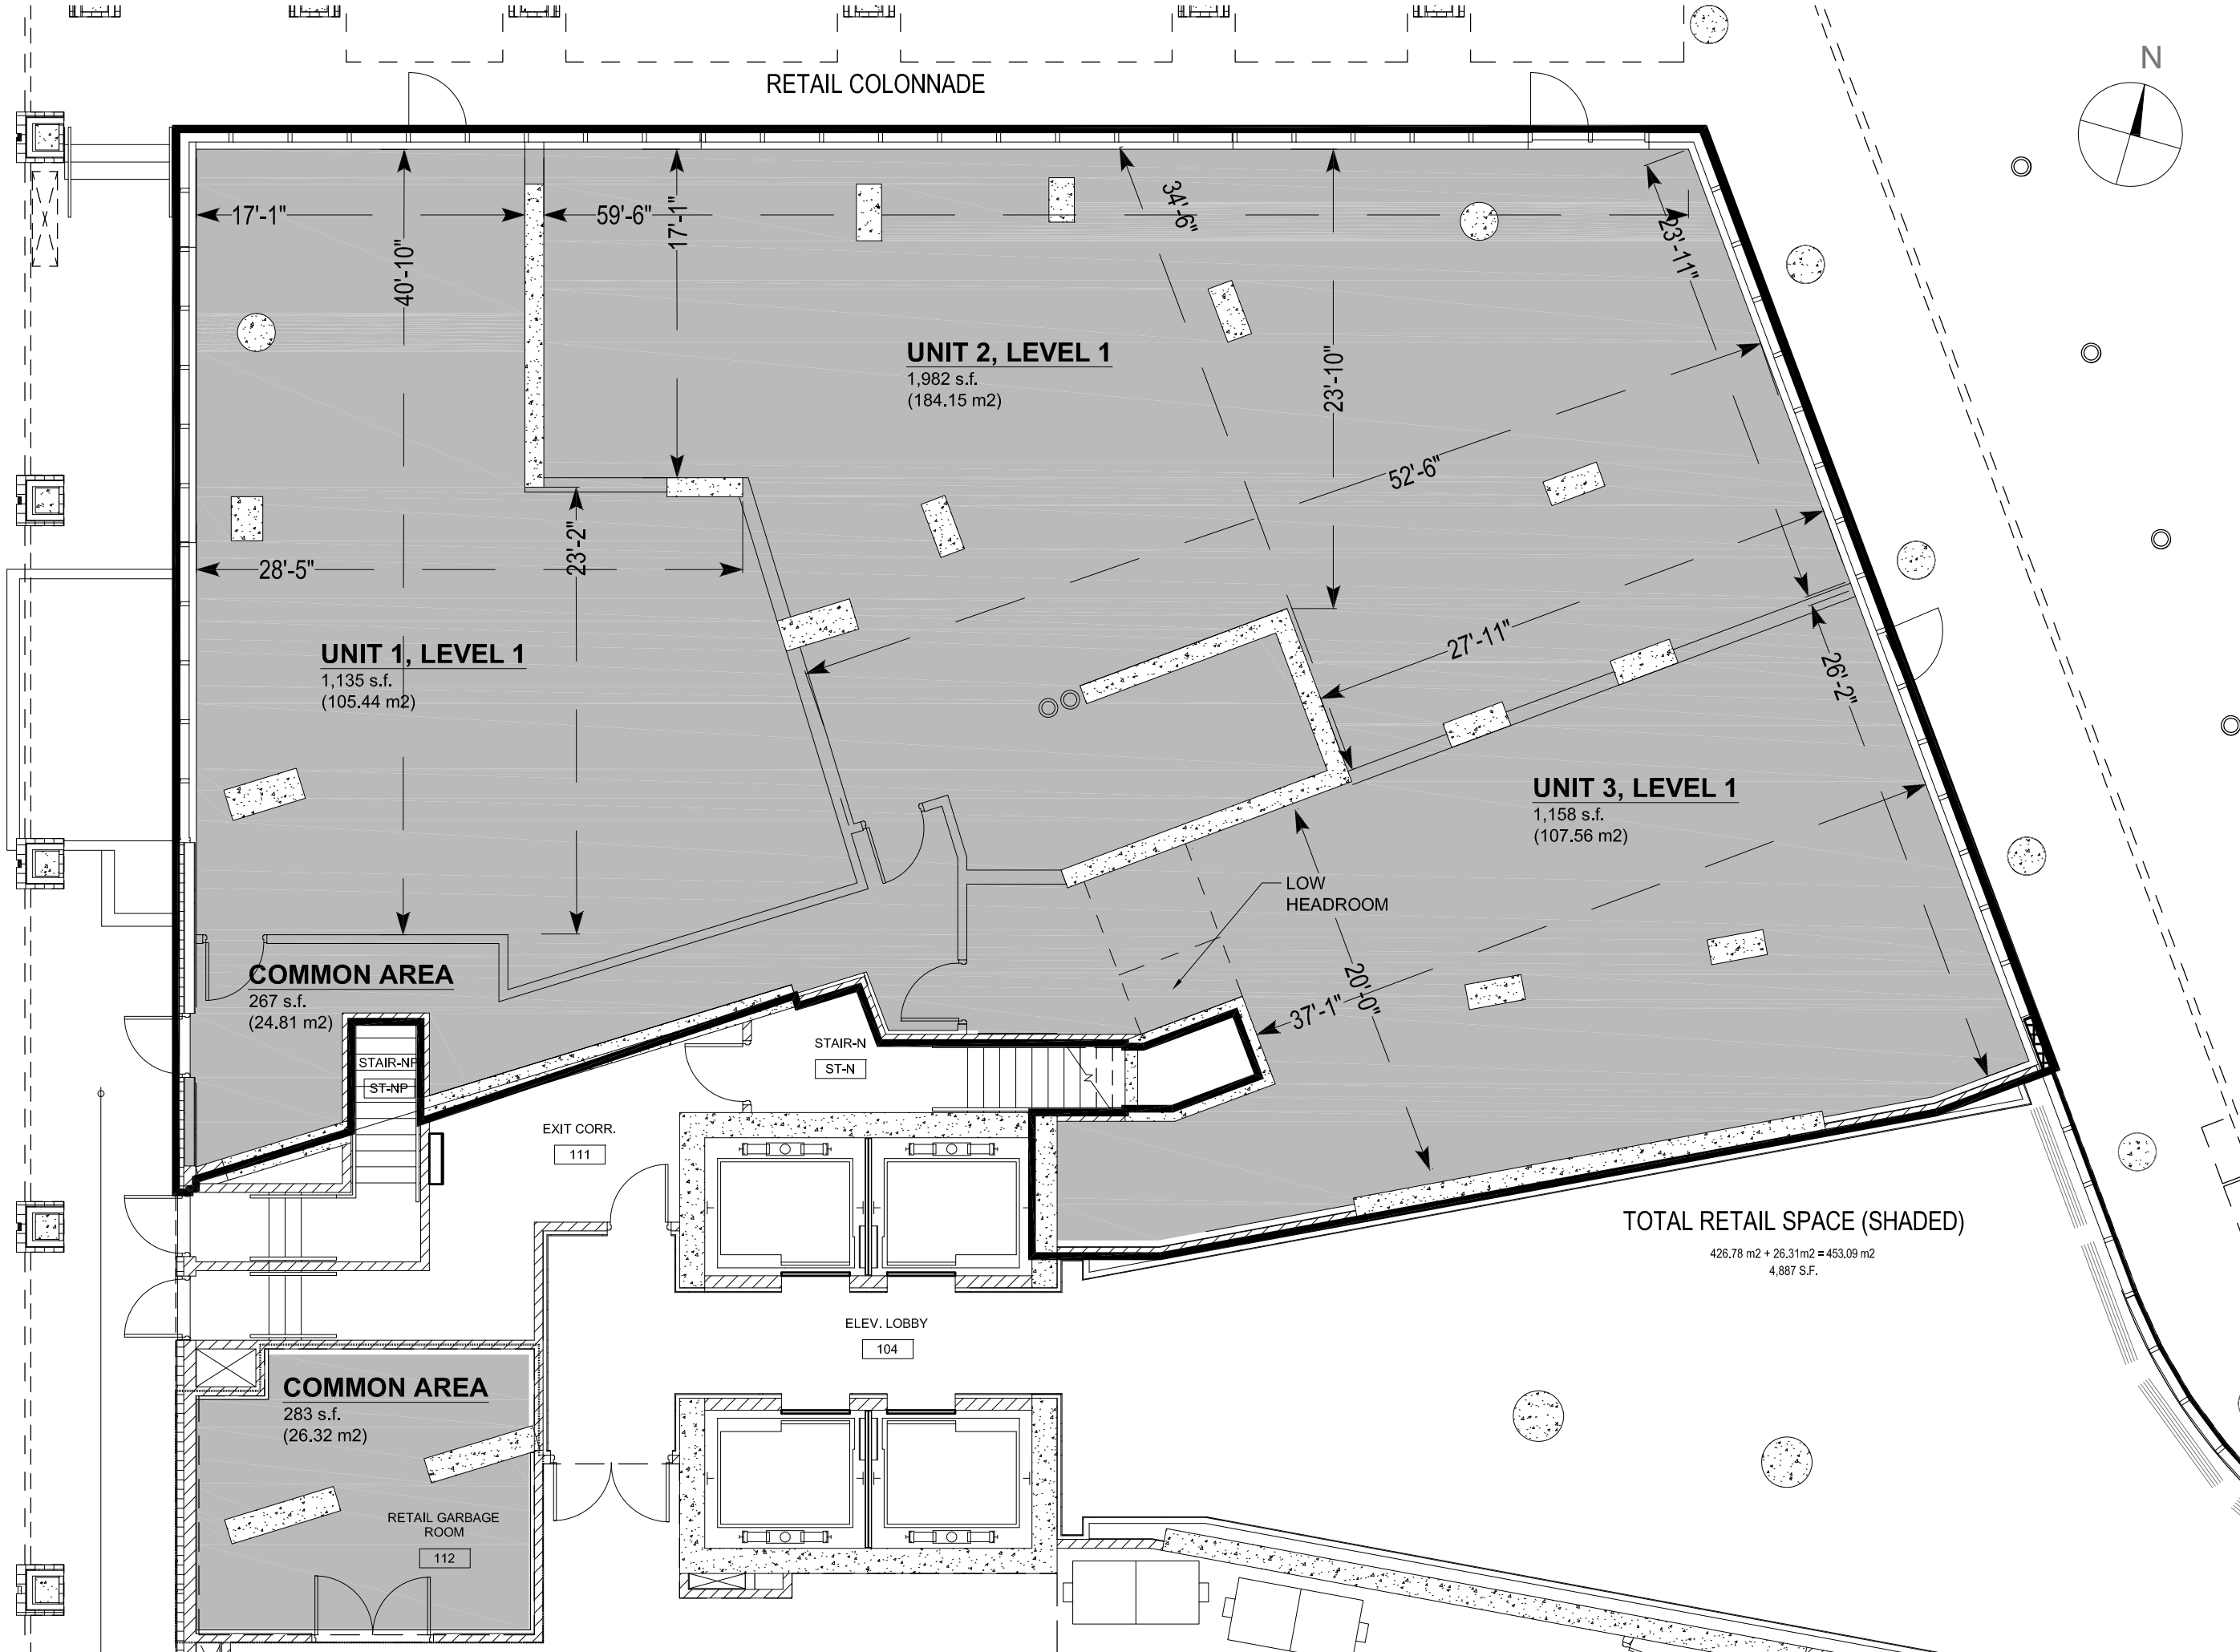 N
RETAIL COLONNADE
17'-1"
40'-10"
59'-6"
17'-1"
34'-6"
23'-11"
23'-10"
UNIT 2, LEVEL 1
1,982 s.f.
(184.15 m2)
52'-6"
28'-5"
23'-2"
UNIT 1, LEVEL 1
1,135 s.f.
(105.44 m2)
27'-11"
26'-2"
UNIT 3, LEVEL 1
1,158 s.f.
(107.56 m2)
LOW
HEADROOM
20'-0"
37'-1"
COMMON AREA
267 s.f.
(24.81 m2)
STAIR-NP
ST-NP
STAIR-N
ST-N
EXIT CORR.
111
TOTAL RETAIL SPACE (SHADED)
426.78 m2 + 26.31m2 = 453.09 m2
4,887 S.F.
ELEV. LOBBY
104
COMMON AREA
283 s.f.
(26.32 m2)
RETAIL GARBAGE
ROOM
112